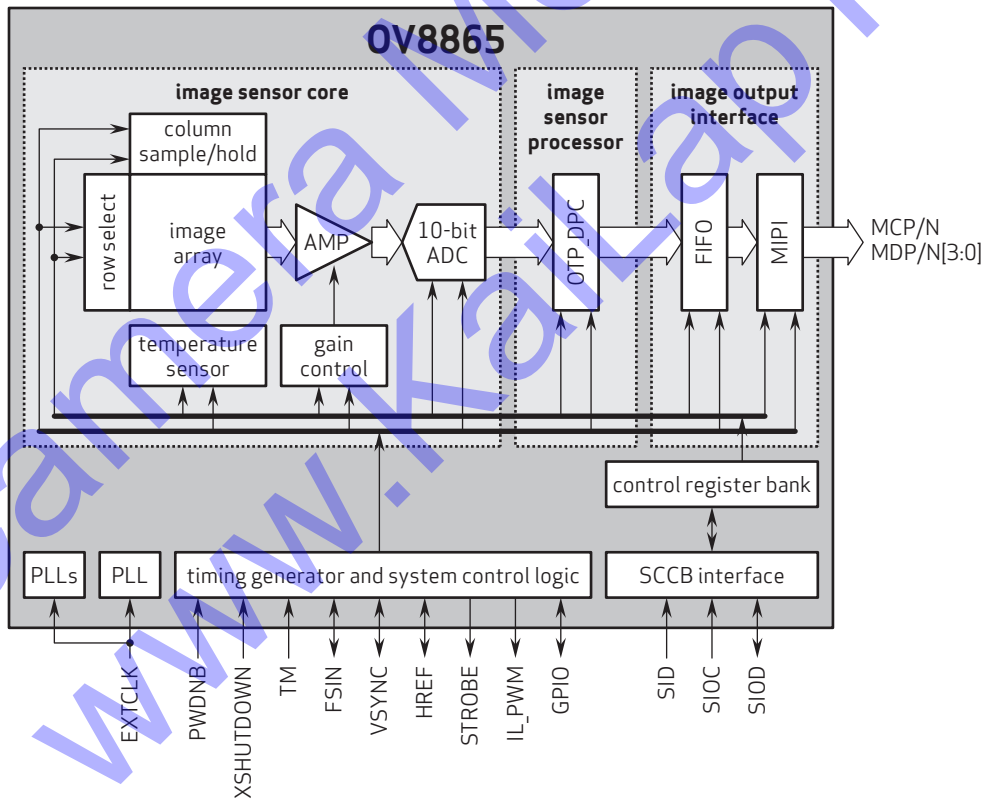 OV8865
image sensor core
image
sensor
processor
image output
interface
column
sample/hold
row select
image
array
AMP
10-bit
ADC
OTP_DPC
FIFO
MIPI
MCP/N
MDP/N[3:0]
temperature
sensor
gain
control
control register bank
PLLs
PLL
timing generator and system control logic
SCCB interface
EXTCLK
PWDNB
XSHUTDOWN
TM
FSIN
VSYNC
HREF
STROBE
IL_PWM
GPIO
SID
SIOC
SIOD
Camera M
www.KaiLap